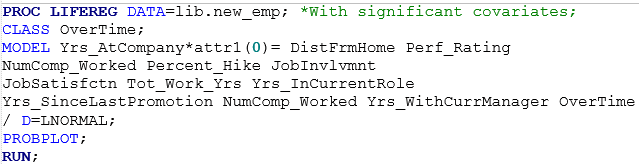 PROC LIFEREG DATA=lib.new_emp; *With significant covariates;
CLASS OverTime;
MODEL Yrs_AtCompany*attr1(0)= DistFrmHome Perf_Rating
NumComp_Worked Percent_Hike JobInvlvmnt
JobSatisfctn Tot_Work_Yrs Yrs_InCurrentRole
Yrs_SinceLastPromotion NumComp_Worked Yrs_WithCurrManager OverTime
/ D=LNORMAL;
PROBPLOT;
RUN;